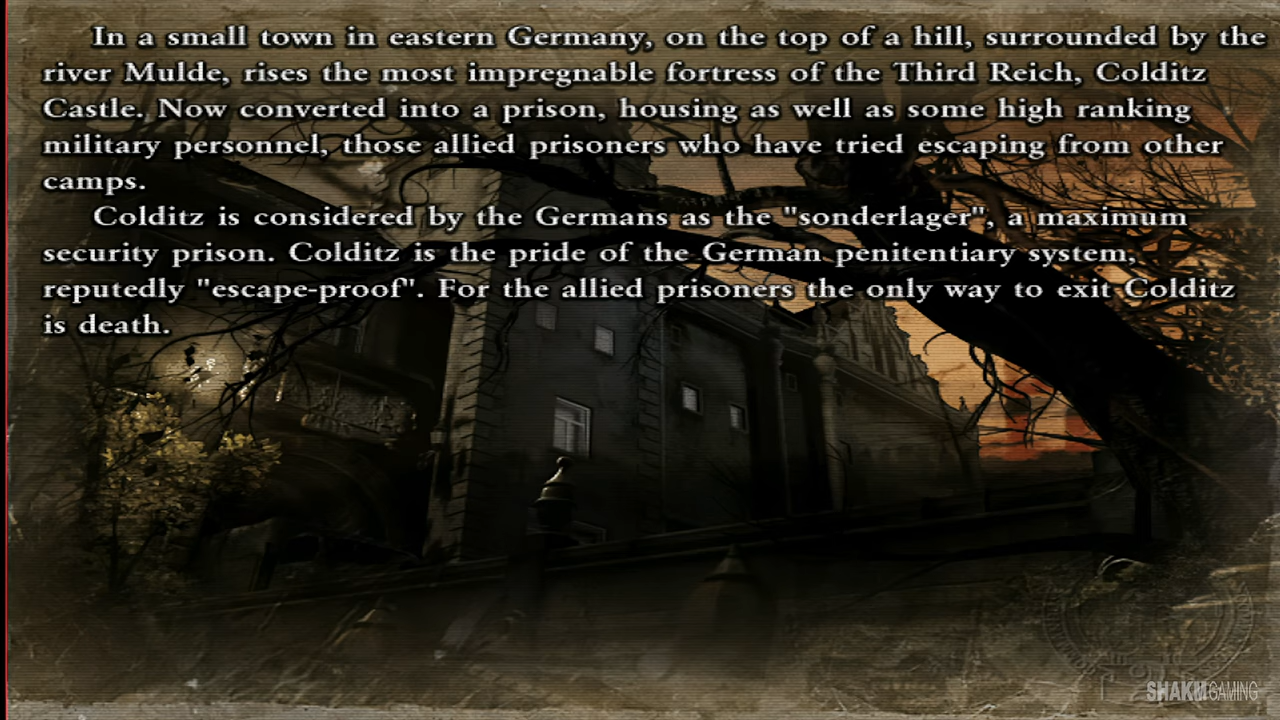 In a small town in eastern Germany, on the top of a hill, surrounded by the
river Mulde, rises the most impregnable fortress of the Third Reich, Colditz
Castle. Now converted into a prison, housing as well as some high ranking
military personnel, those allied prisoners who have tried escaping from other
camps.
Colditz is considered by the Germans as the "sonderlager", a maximum
security prison. Colditz is the pride of the German penitentiary system,
reputedly "escape-proof". For the allied prisoners the only way to exit Colditz
is death.
SHAKMGAMING